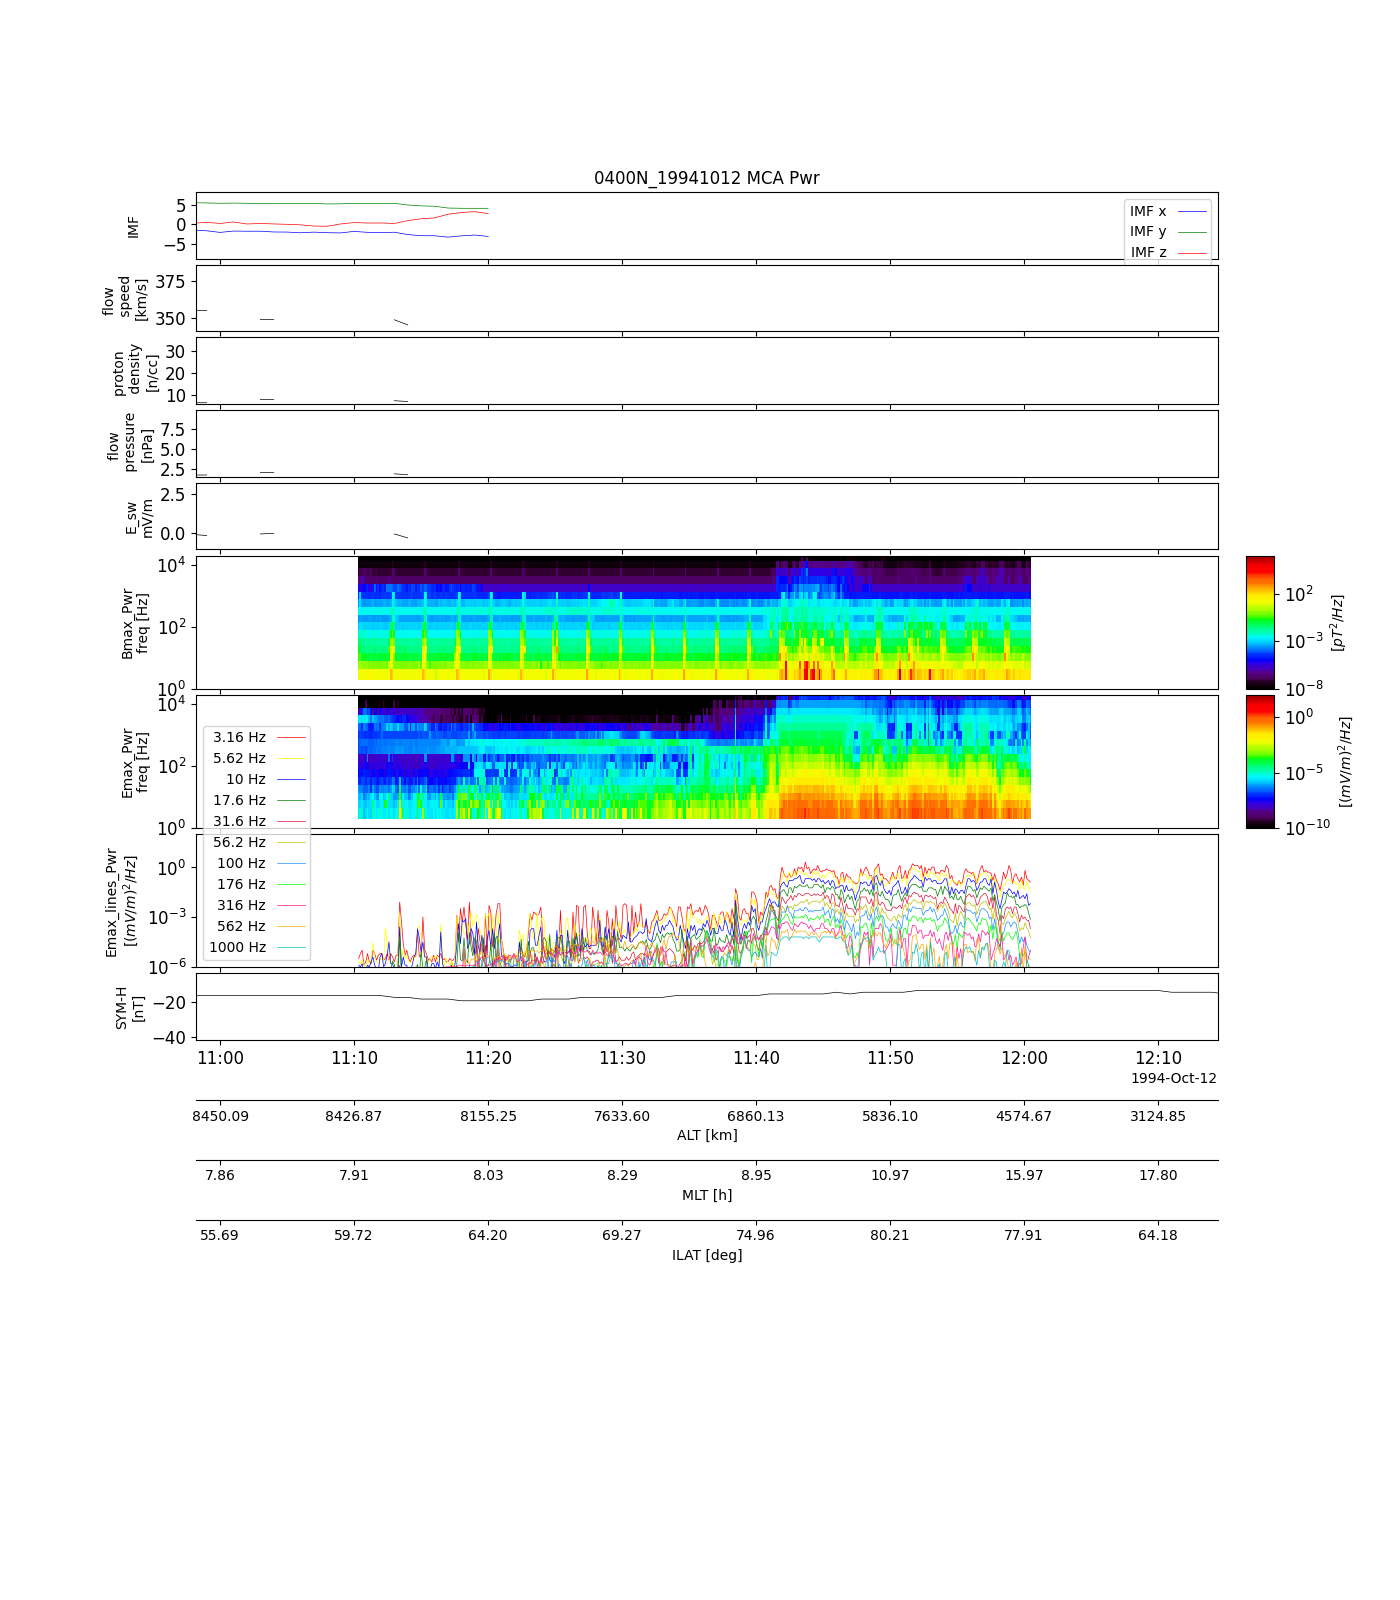 0400N_19941012 MCA Pwr
5
0
−5
IMF
IMF x
IMF y
IMF z
375
350
flow
speed
[km/s]
30
20
10
proton
density
[n/cc]
7.5
5.0
2.5
flow
pressure
[nPa]
2.5
0.0
E_sw
mV/m
10^4
10^2
10^0
Bmax_Pwr
freq [Hz]
10^2
10^−3
10^−8
[pT^2/Hz]
10^4
10^2
10^0
Emax_Pwr
freq [Hz]
10^0
10^−5
10^−10
[(mV/m)^2/Hz]
3.16 Hz
5.62 Hz
10 Hz
17.6 Hz
31.6 Hz
56.2 Hz
100 Hz
176 Hz
316 Hz
562 Hz
1000 Hz
10^0
10^−3
10^−6
Emax_lines_Pwr
[(mV/m)^2/Hz]
−20
−40
SYM-H
[nT]
11:00 11:10 11:20 11:30 11:40 11:50 12:00 12:10
1994-Oct-12
8450.09 8426.87 8155.25 7633.60 6860.13 5836.10 4574.67 3124.85
ALT [km]
7.86 7.91 8.03 8.29 8.95 10.97 15.97 17.80
MLT [h]
55.69 59.72 64.20 69.27 74.96 80.21 77.91 64.18
ILAT [deg]